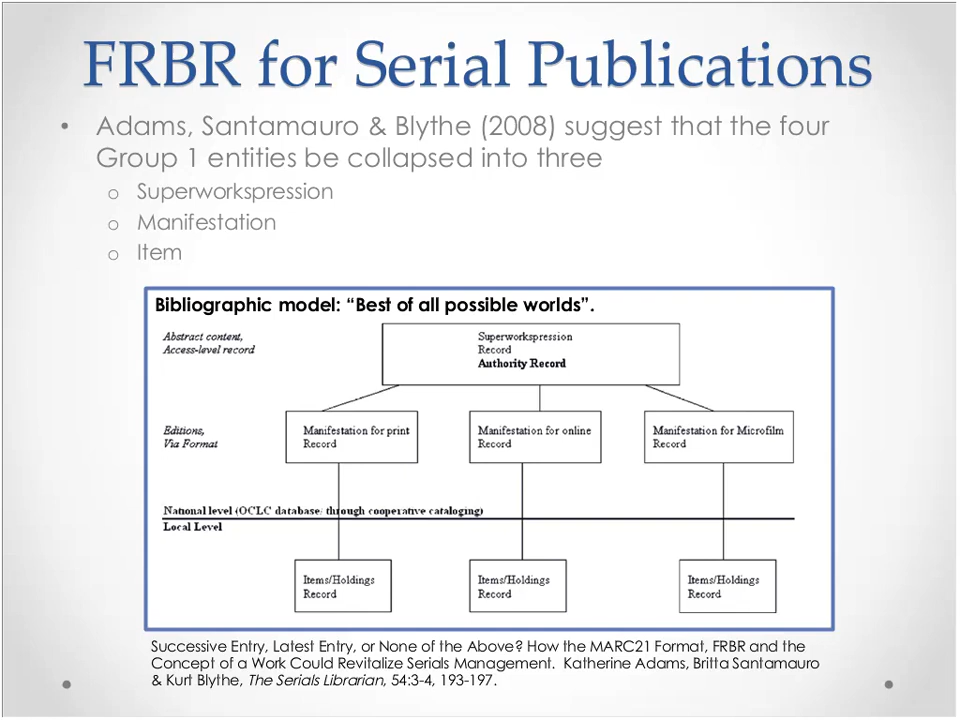 FRBR for Serial Publications
• Adams, Santamauro & Blythe (2008) suggest that the four
Group 1 entities be collapsed into three
o Superworkspression
o Manifestation
o Item
Bibliographic model: “Best of all possible worlds”.
Abstract content,
Access-level record
Superworkspression
Record
Authority Record
Editions,
Via Format
Manifestation for print
Record
Manifestation for online
Record
Manifestation for Microfilm
Record
National level (OCLC database/ through cooperative cataloging)
Local Level
Items/Holdings
Record
Items/Holdings
Record
Items/Holdings
Record
Successive Entry, Latest Entry, or None of the Above? How the MARC21 Format, FRBR and the
Concept of a Work Could Revitalize Serials Management.  Katherine Adams, Britta Santamauro
& Kurt Blythe, The Serials Librarian, 54:3-4, 193-197.